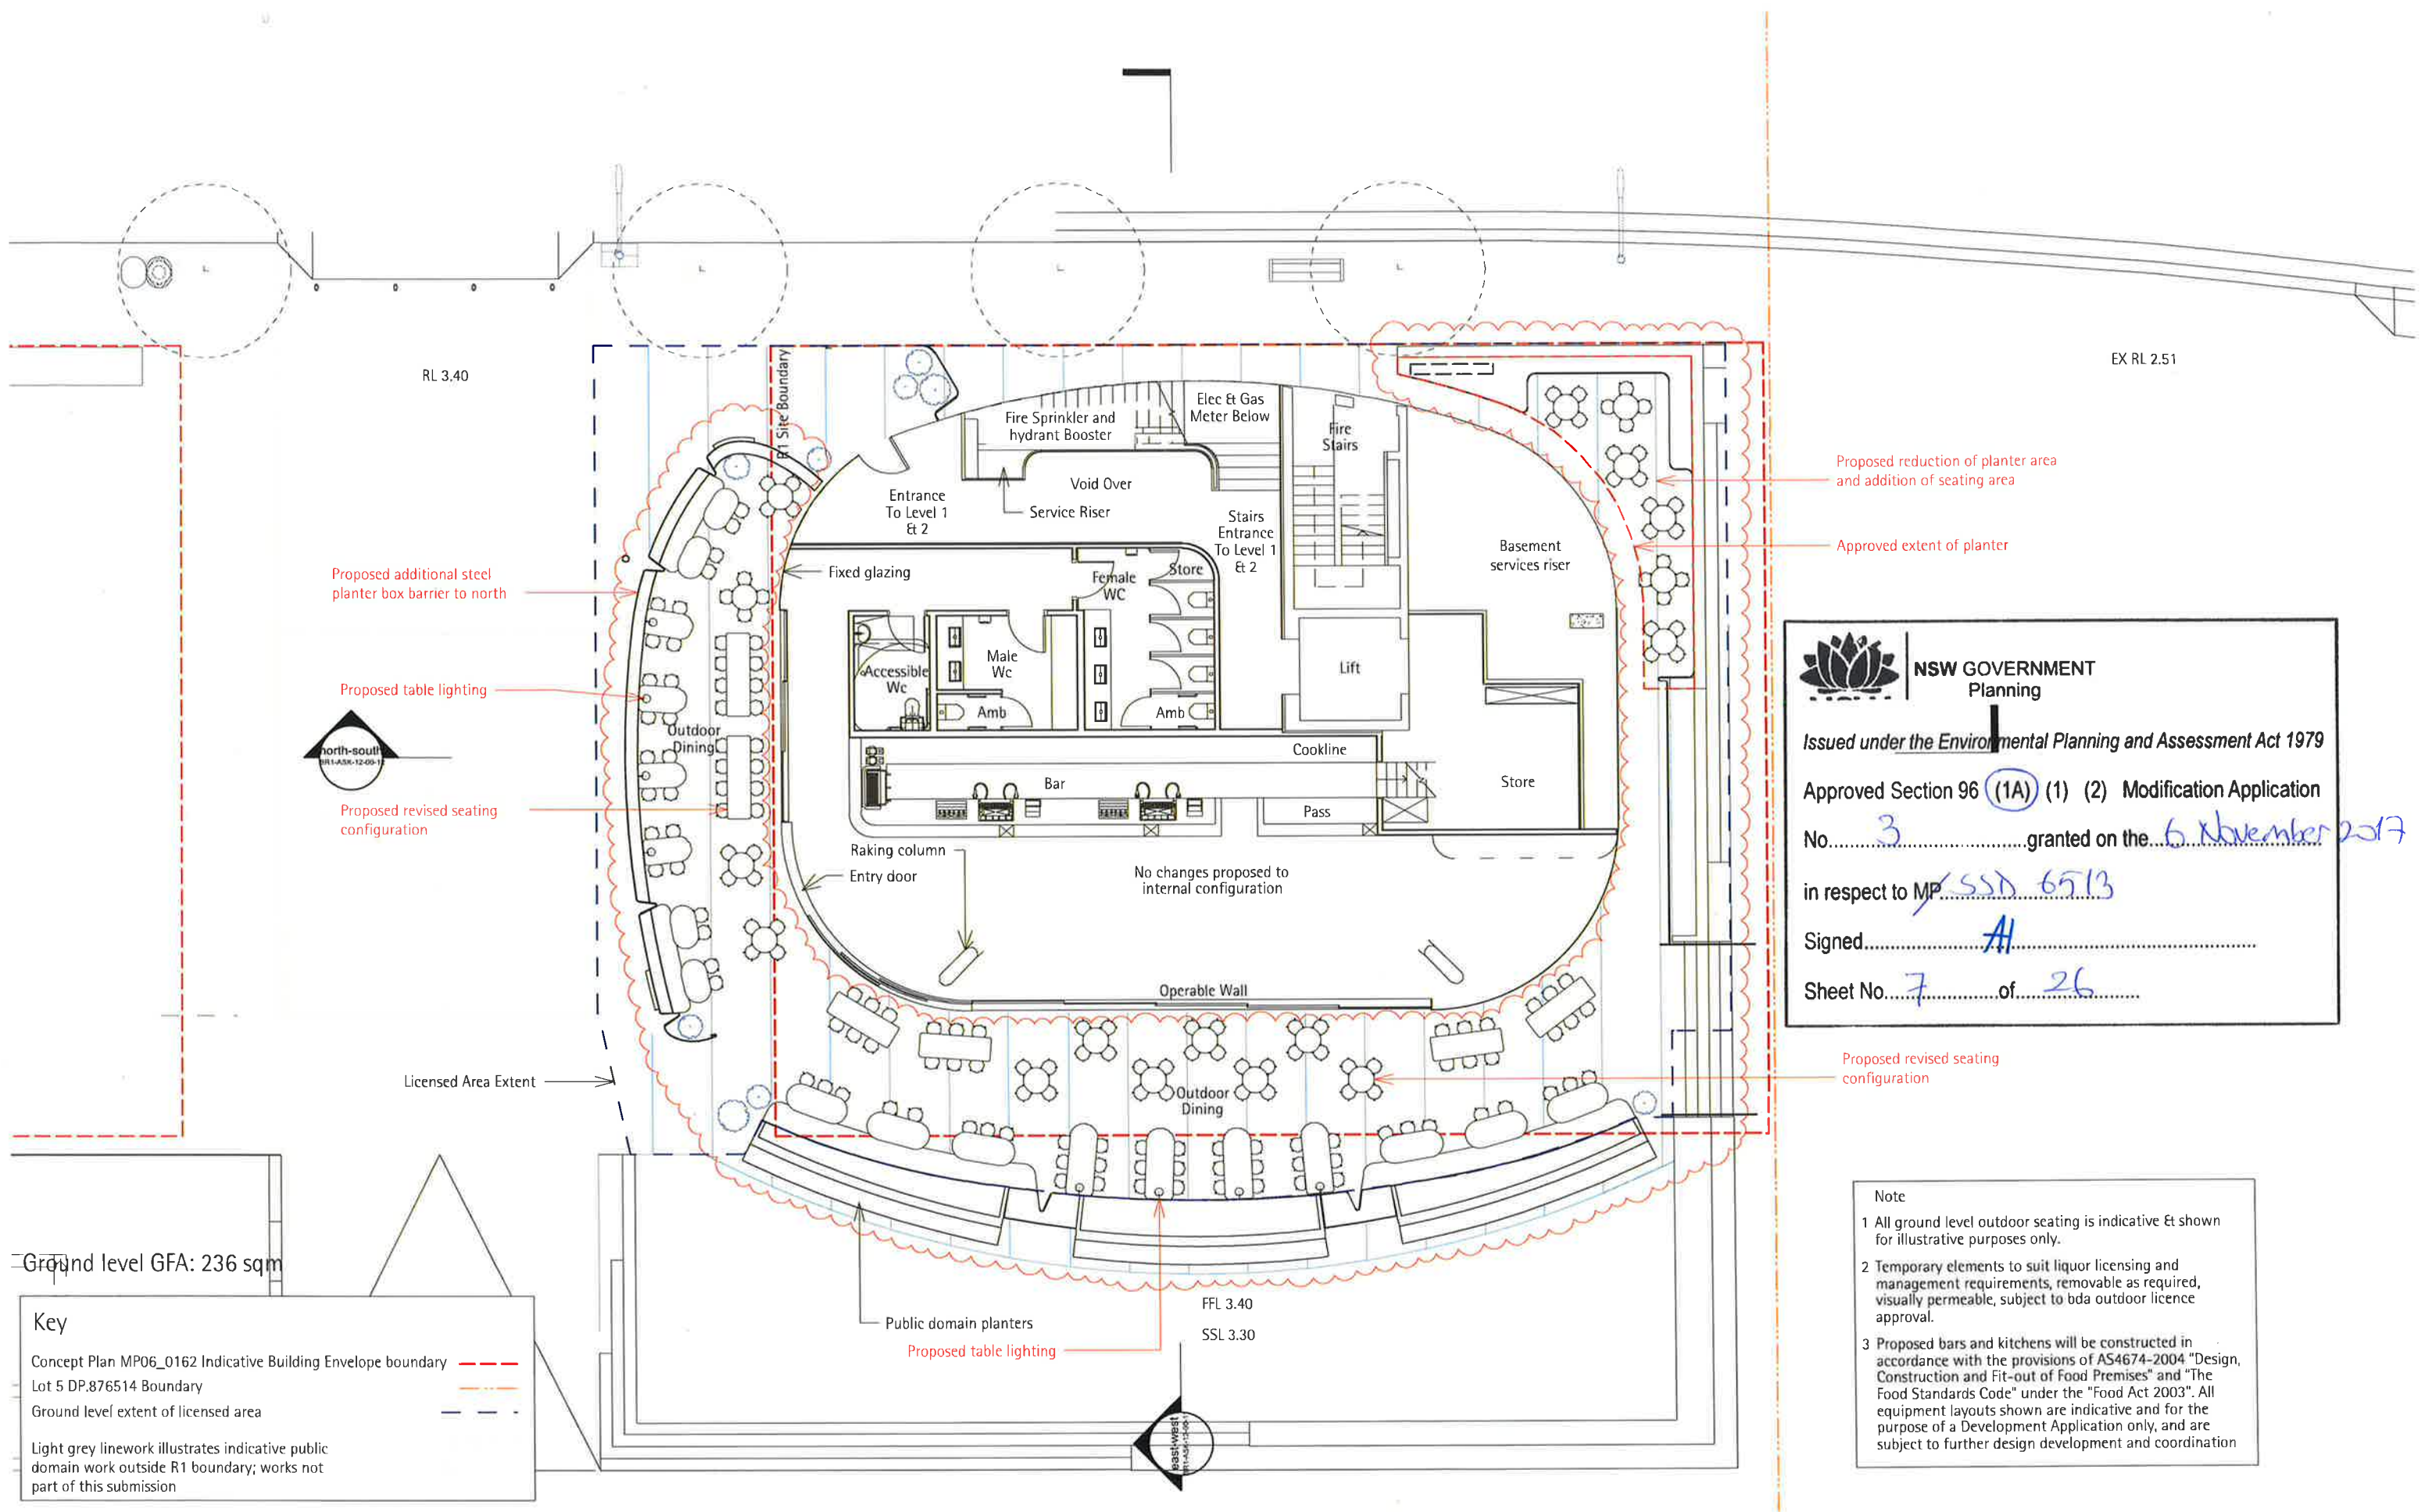 RL 3.40
EX RL 2.51
R1 Site Boundary
Fire Sprinkler and
hydrant Booster
Elec & Gas
Meter Below
Fire
Stairs
Void Over
Entrance
To Level 1
& 2
Service Riser
Stairs
Entrance
To Level 1
& 2
Basement
services riser
Fixed glazing
Female
WC
Store
Accessible
Wc
Male
Wc
Amb
Amb
Lift
Cookline
Bar
Pass
Store
Raking column
Entry door
No changes proposed to
internal configuration
Operable Wall
Outdoor
Dining
Outdoor
Dining
Proposed additional steel
planter box barrier to north
Proposed table lighting
Proposed revised seating
configuration
north-south
Licensed Area Extent
Proposed reduction of planter area
and addition of seating area
Approved extent of planter
NSW GOVERNMENT
Planning
Issued under the Environmental Planning and Assessment Act 1979
Approved Section 96 (1A) (1) (2) Modification Application
No. 3 granted on the 6 November 2017
in respect to MP SSD 6513
Signed
Sheet No. 7 of 26
Proposed revised seating
configuration
Public domain planters
Proposed table lighting
FFL 3.40
SSL 3.30
east-west
Ground level GFA: 236 sqm
Key
Concept Plan MP06_0162 Indicative Building Envelope boundary
Lot 5 DP.876514 Boundary
Ground level extent of licensed area
Light grey linework illustrates indicative public
domain work outside R1 boundary; works not
part of this submission
Note
1 All ground level outdoor seating is indicative & shown
for illustrative purposes only.
2 Temporary elements to suit liquor licensing and
management requirements, removable as required,
visually permeable, subject to bda outdoor licence
approval.
3 Proposed bars and kitchens will be constructed in
accordance with the provisions of AS4674-2004 "Design,
Construction and Fit-out of Food Premises" and "The
Food Standards Code" under the "Food Act 2003". All
equipment layouts shown are indicative and for the
purpose of a Development Application only, and are
subject to further design development and coordination